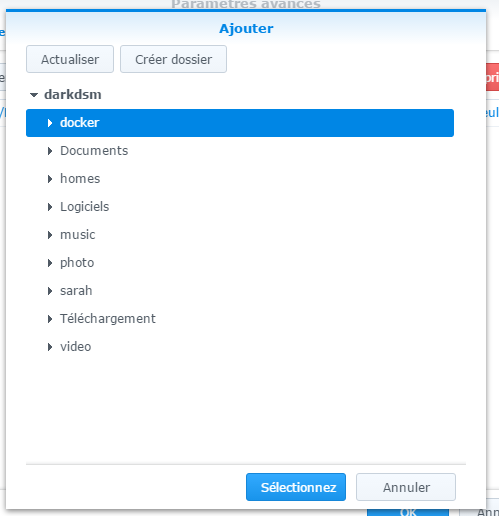 Paramètres avancés
Ajouter
Actualiser Créer dossier
darkdsm
docker
Documents
homes
Logiciels
music
photo
sarah
Téléchargement
video
Sélectionnez Annuler
OK